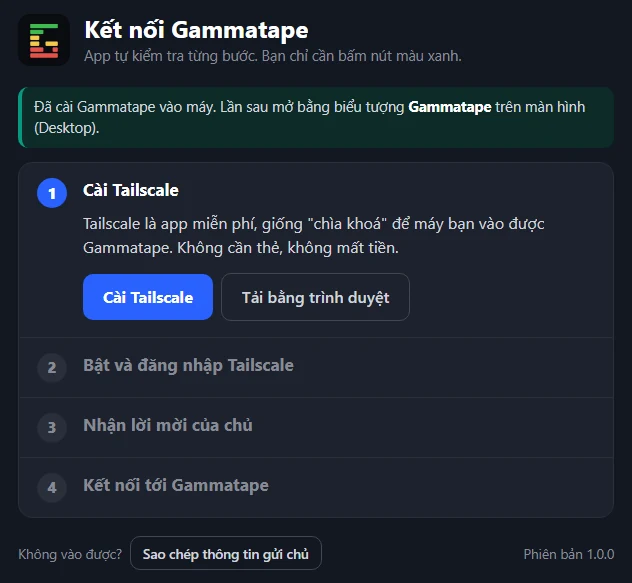 Kết nối Gammatape
App tự kiểm tra từng bước. Bạn chỉ cần bấm nút màu xanh.
Đã cài Gammatape vào máy. Lần sau mở bằng biểu tượng Gammatape trên màn hình
(Desktop).
1 Cài Tailscale
Tailscale là app miễn phí, giống "chìa khoá" để máy bạn vào được
Gammatape. Không cần thẻ, không mất tiền.
Cài Tailscale Tải bằng trình duyệt
2 Bật và đăng nhập Tailscale
3 Nhận lời mời của chủ
4 Kết nối tới Gammatape
Không vào được? Sao chép thông tin gửi chủ Phiên bản 1.0.0